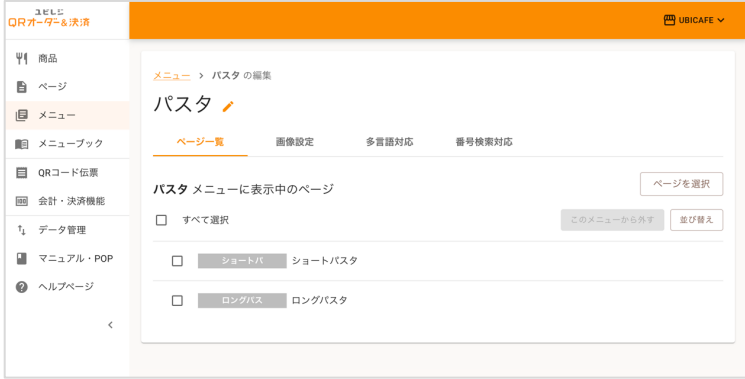 ユビレジ
QRオーダー&決済
UBICAFE
商品
ページ
メニュー
メニューブック
QRコード伝票
会計・決済機能
データ管理
マニュアル・POP
ヘルプページ
メニュー > パスタ の編集
パスタ
ページ一覧 画像設定 多言語対応 番号検索対応
パスタ メニューに表示中のページ
ページを選択
すべて選択
このメニューから外す
並び替え
ショートパ ショートパスタ
ロングパス ロングパスタ